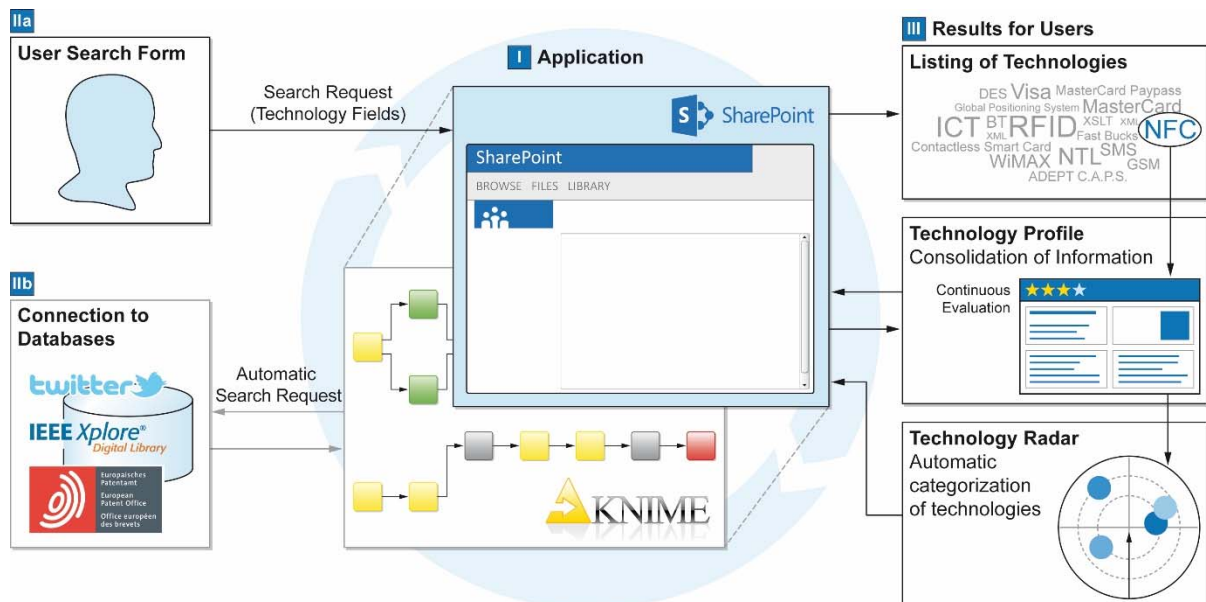 IIa
User Search Form
Search Request
(Technology Fields)
I Application
SharePoint
SharePoint
BROWSE FILES LIBRARY
IIb
Connection to
Databases
twitter
IEEE Xplore®
Digital Library
Europäisches
Patentamt
European
Patent Office
Office européen
des brevets
Automatic
Search Request
KNIME
III Results for Users
Listing of Technologies
DES Visa MasterCard Paypass
Global Positioning System MasterCard
ICT BT XML RFID XSLT XML NFC
Fast Bucks
Contactless Smart Card SMS
WiMAX NTL GSM
ADEPT C.A.P.S.
Technology Profile
Consolidation of Information
Continuous
Evaluation
Technology Radar
Automatic
categorization
of technologies